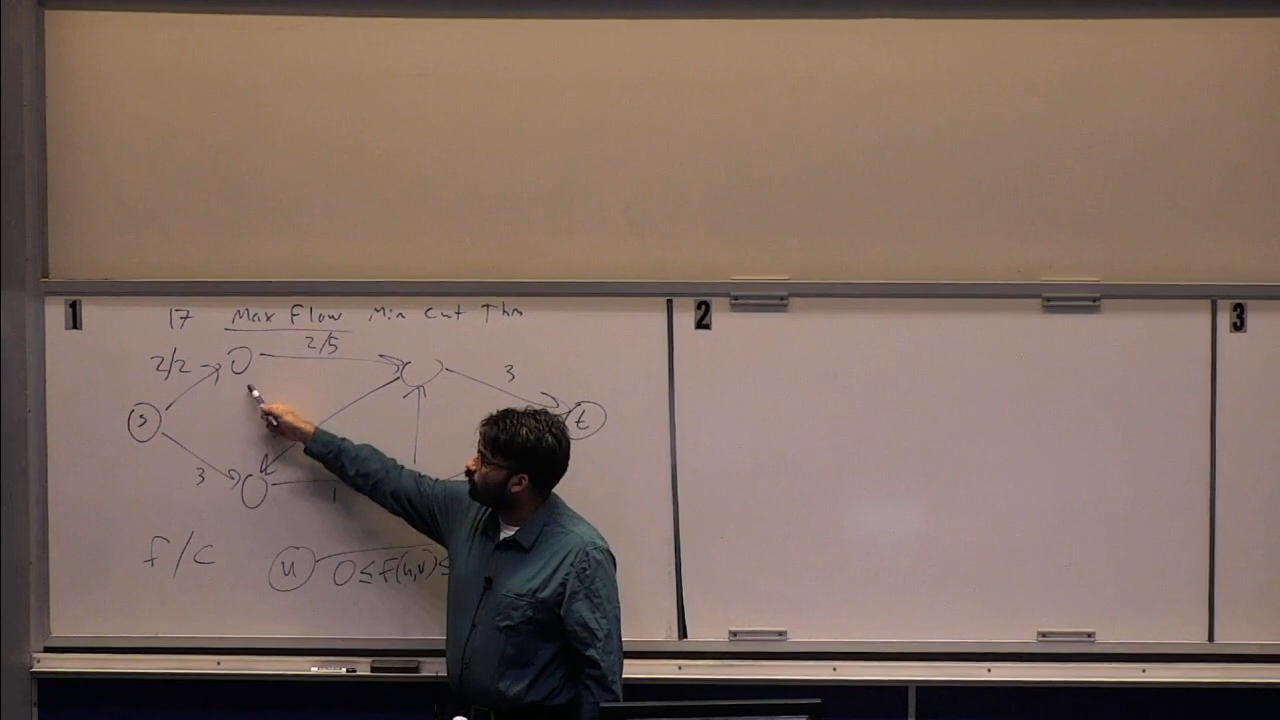 1
2
3
17 Max Flow Min Cut Thm
2/5
2/2
3
s
t
3
1
f/c
u
0≤f(u,v)≤